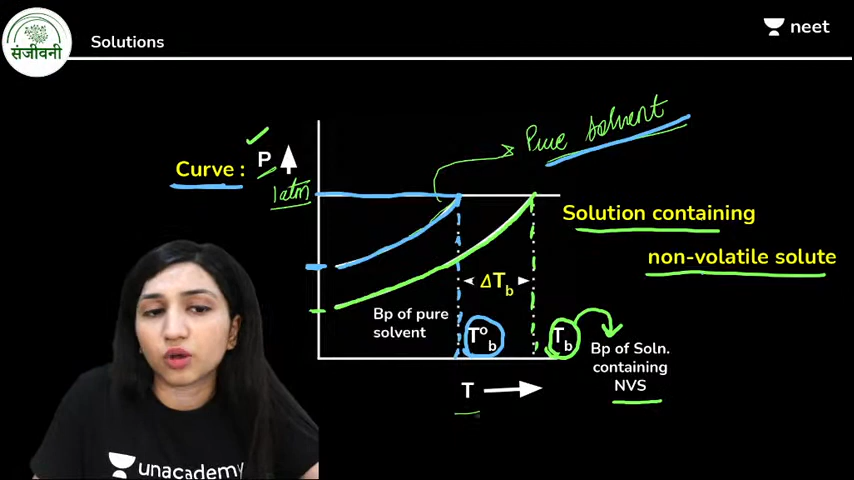 संजीवनी
Solutions
neet
Pure solvent
Curve :
P
1atm
Solution containing
non-volatile solute
ΔTb
Bp of pure
solvent
T°b
Tb
Bp of Soln.
containing
NVS
T
unacademy